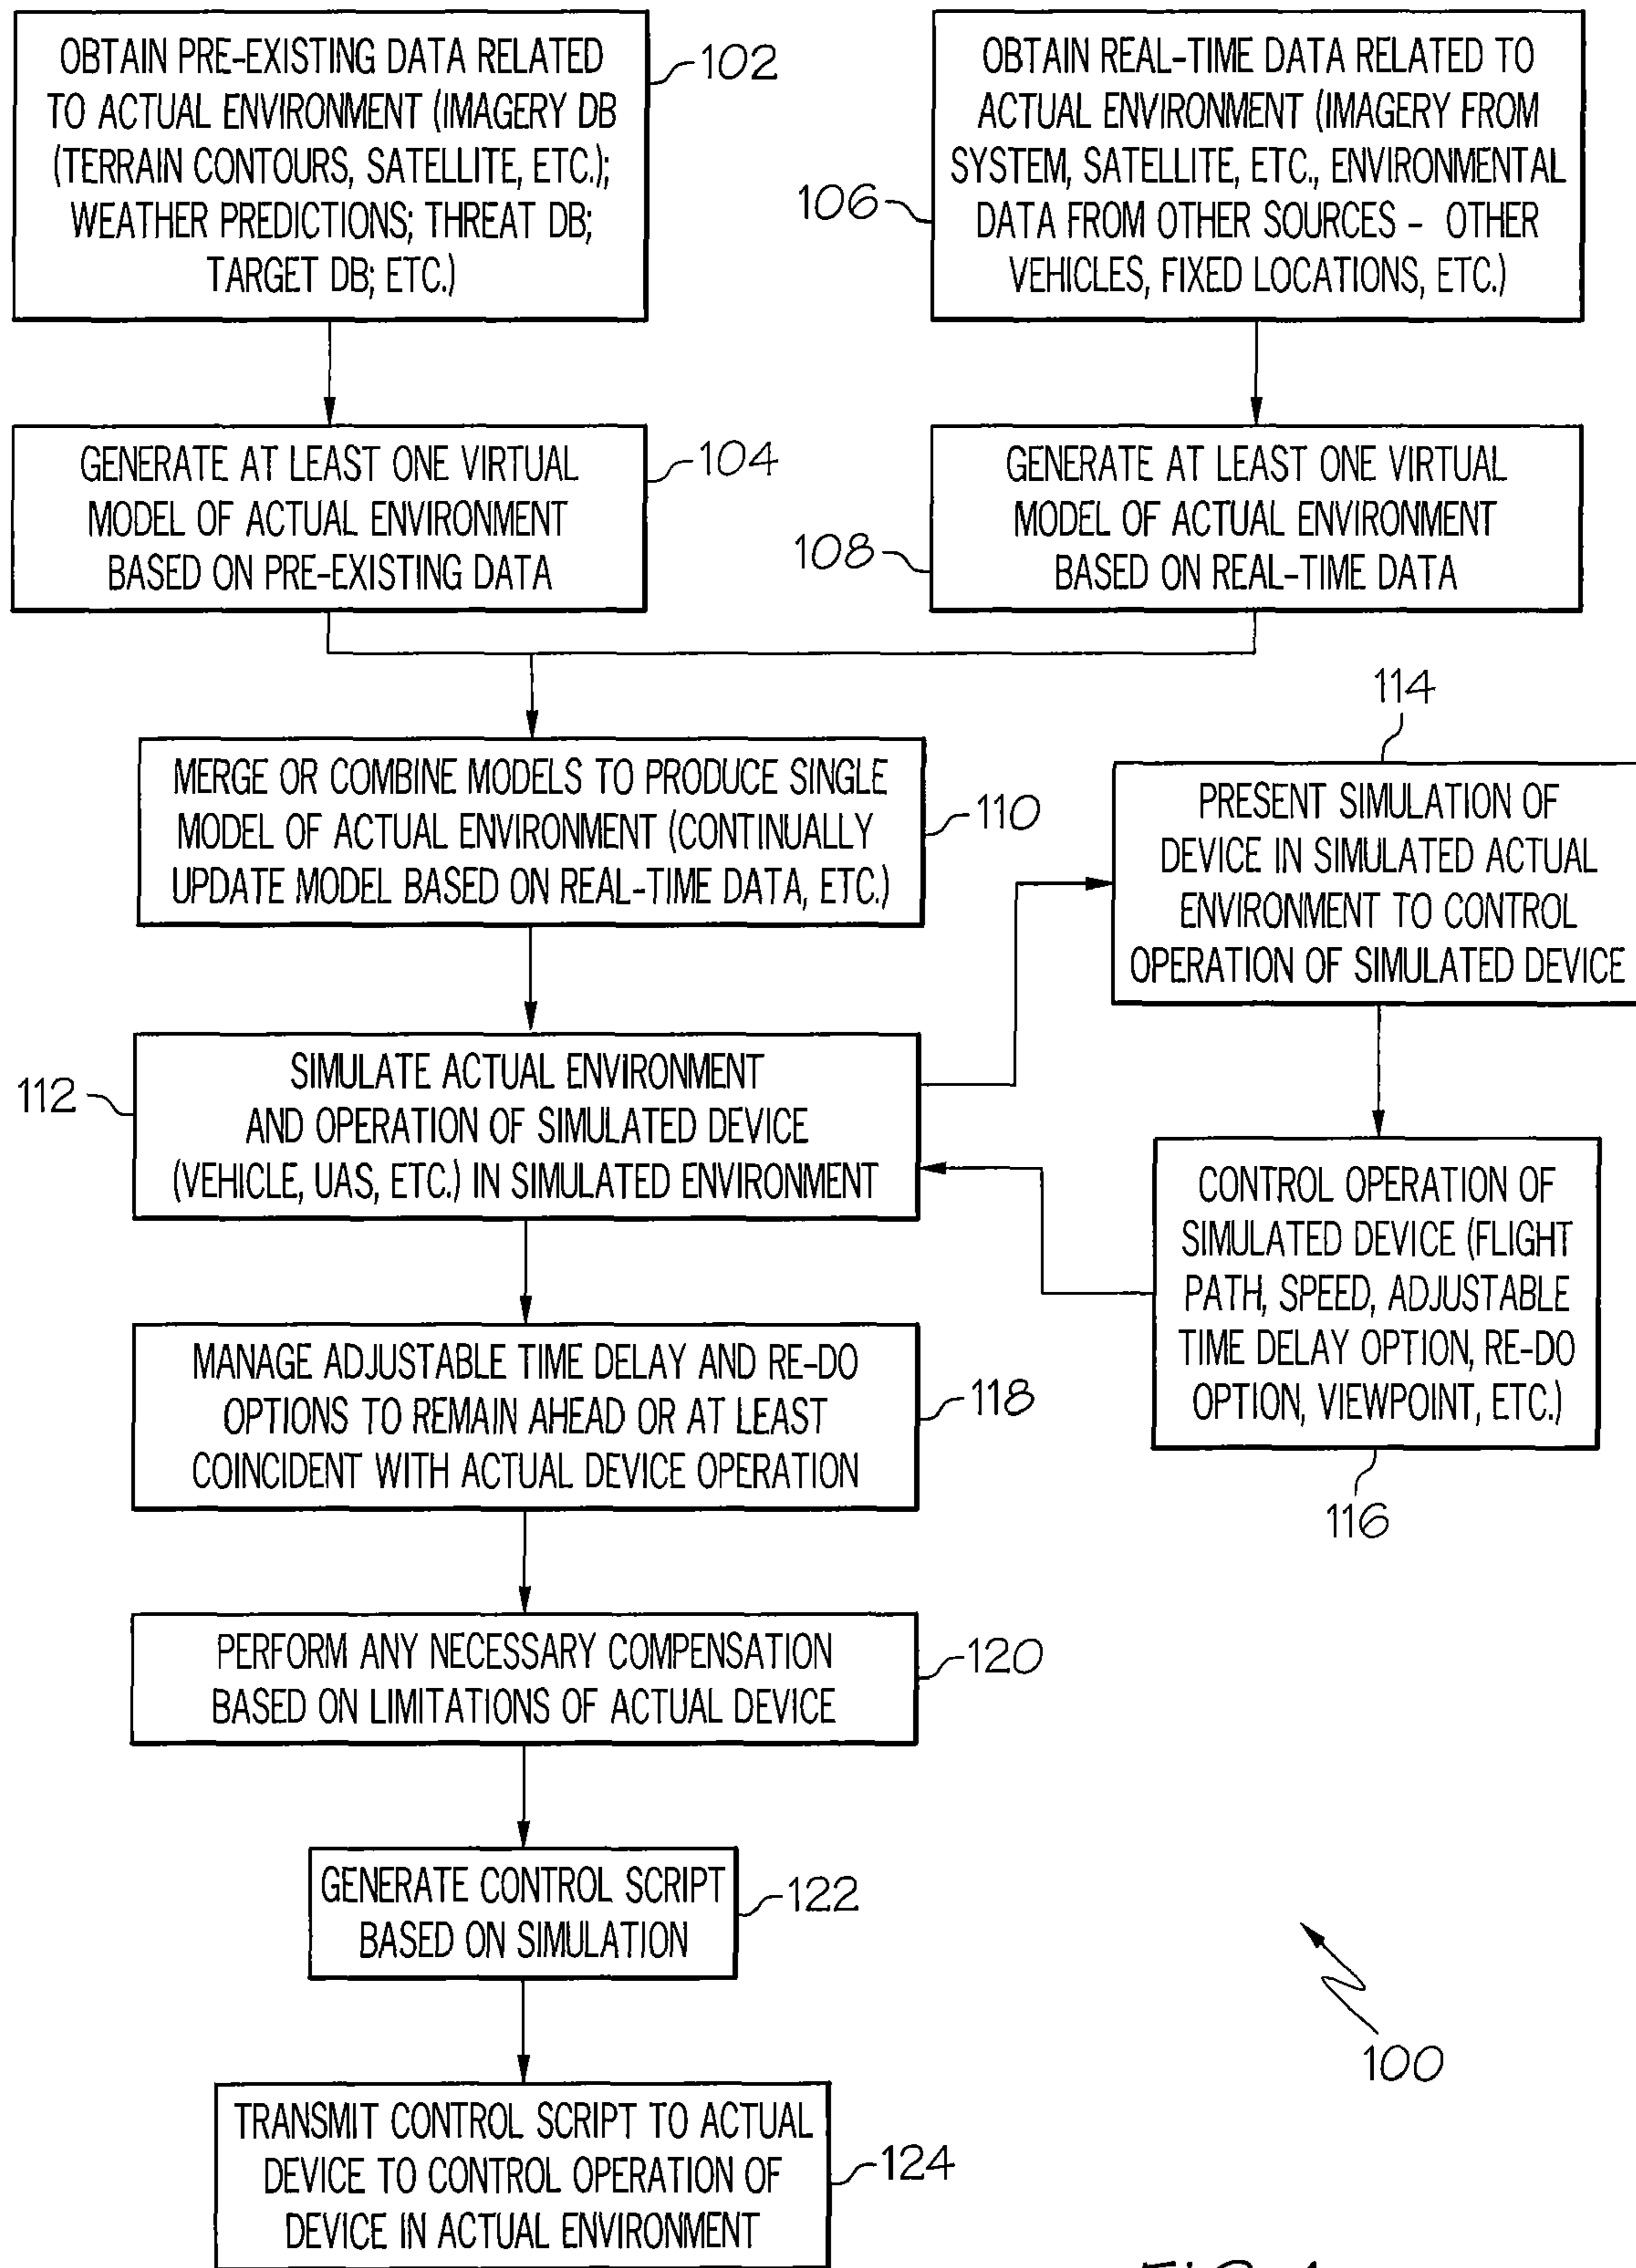 OBTAIN PRE-EXISTING DATA RELATED
TO ACTUAL ENVIRONMENT (IMAGERY DB
(TERRAIN CONTOURS, SATELLITE, ETC.);
WEATHER PREDICTIONS; THREAT DB;
TARGET DB; ETC.)
102
OBTAIN REAL-TIME DATA RELATED TO
ACTUAL ENVIRONMENT (IMAGERY FROM
SYSTEM, SATELLITE, ETC., ENVIRONMENTAL
DATA FROM OTHER SOURCES - OTHER
VEHICLES, FIXED LOCATIONS, ETC.)
106
GENERATE AT LEAST ONE VIRTUAL
MODEL OF ACTUAL ENVIRONMENT
BASED ON PRE-EXISTING DATA
104
GENERATE AT LEAST ONE VIRTUAL
MODEL OF ACTUAL ENVIRONMENT
BASED ON REAL-TIME DATA
108
MERGE OR COMBINE MODELS TO PRODUCE SINGLE
MODEL OF ACTUAL ENVIRONMENT (CONTINUALLY
UPDATE MODEL BASED ON REAL-TIME DATA, ETC.)
110
114
PRESENT SIMULATION OF
DEVICE IN SIMULATED ACTUAL
ENVIRONMENT TO CONTROL
OPERATION OF SIMULATED DEVICE
112
SIMULATE ACTUAL ENVIRONMENT
AND OPERATION OF SIMULATED DEVICE
(VEHICLE, UAS, ETC.) IN SIMULATED ENVIRONMENT
CONTROL OPERATION OF
SIMULATED DEVICE (FLIGHT
PATH, SPEED, ADJUSTABLE
TIME DELAY OPTION, RE-DO
OPTION, VIEWPOINT, ETC.)
116
MANAGE ADJUSTABLE TIME DELAY AND RE-DO
OPTIONS TO REMAIN AHEAD OR AT LEAST
COINCIDENT WITH ACTUAL DEVICE OPERATION
118
PERFORM ANY NECESSARY COMPENSATION
BASED ON LIMITATIONS OF ACTUAL DEVICE
120
GENERATE CONTROL SCRIPT
BASED ON SIMULATION
122
100
TRANSMIT CONTROL SCRIPT TO ACTUAL
DEVICE TO CONTROL OPERATION OF
DEVICE IN ACTUAL ENVIRONMENT
124